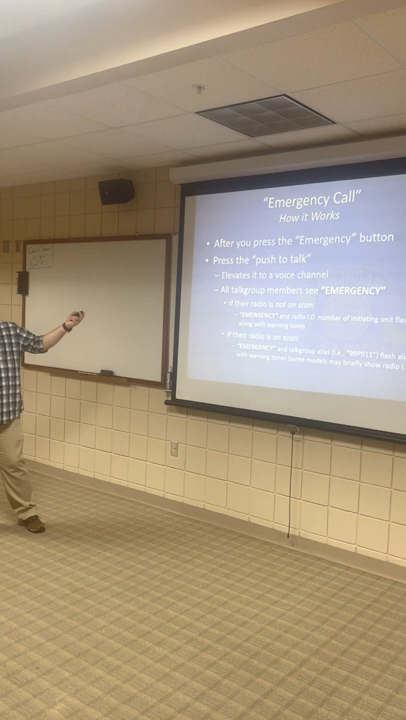 "Emergency Call"
How it Works
• After you press the "Emergency" button
• Press the "push to talk"
– Elevates it to a voice channel
– All talkgroup members see "EMERGENCY"
• If their radio is not on scan:
– "EMERGENCY" and radio I.D. number of initiating unit flas
along with warning tones
• If their radio is on scan:
– "EMERGENCY" and talkgroup alias (i.e., "99P911") flash alo
with warning tones (some models may briefly show radio I.